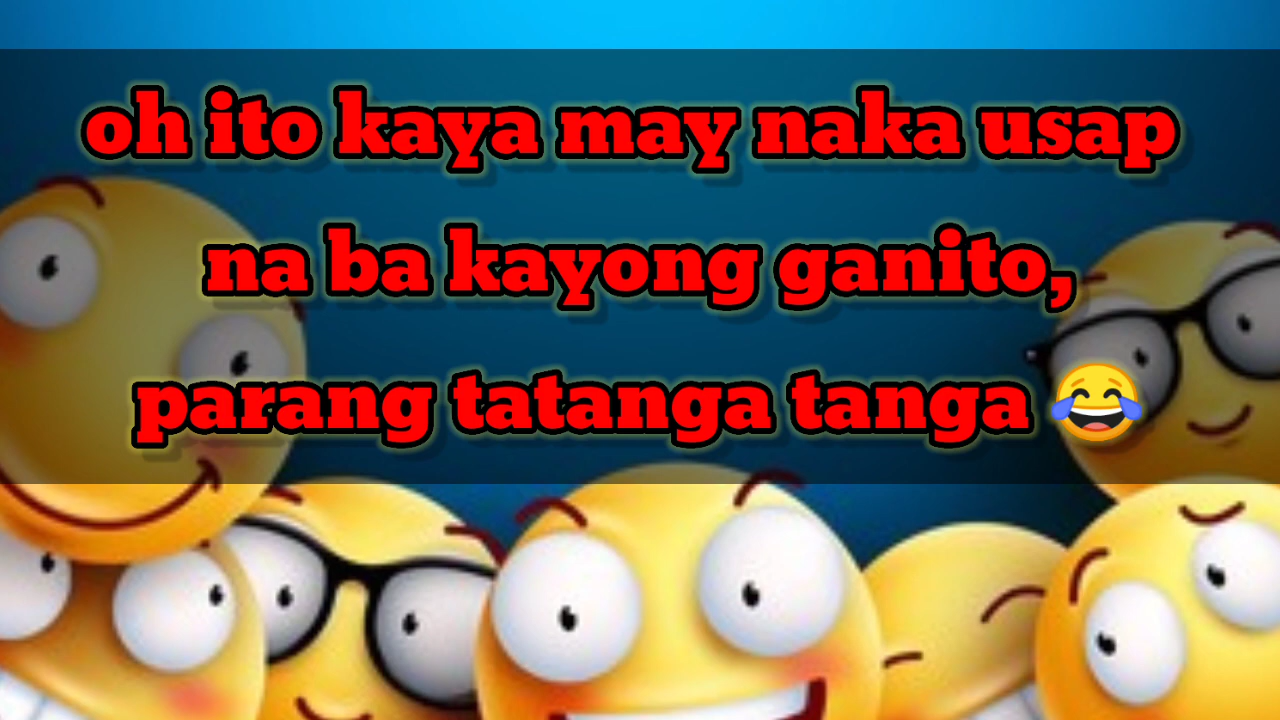 oh ito kaya may naka usap
na ba kayong ganito,
parang tatanga tanga 😂